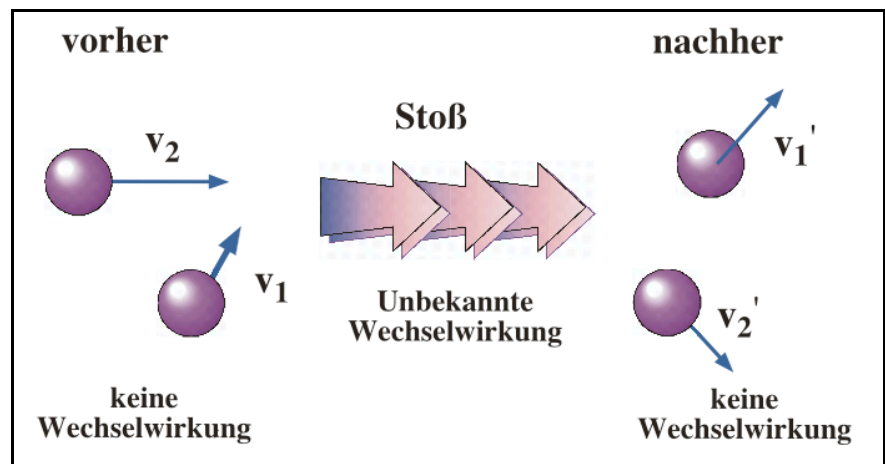 vorher
v2
v1
keine
Wechselwirkung
Stoß
Unbekannte
Wechselwirkung
nachher
v1'
v2'
keine
Wechselwirkung